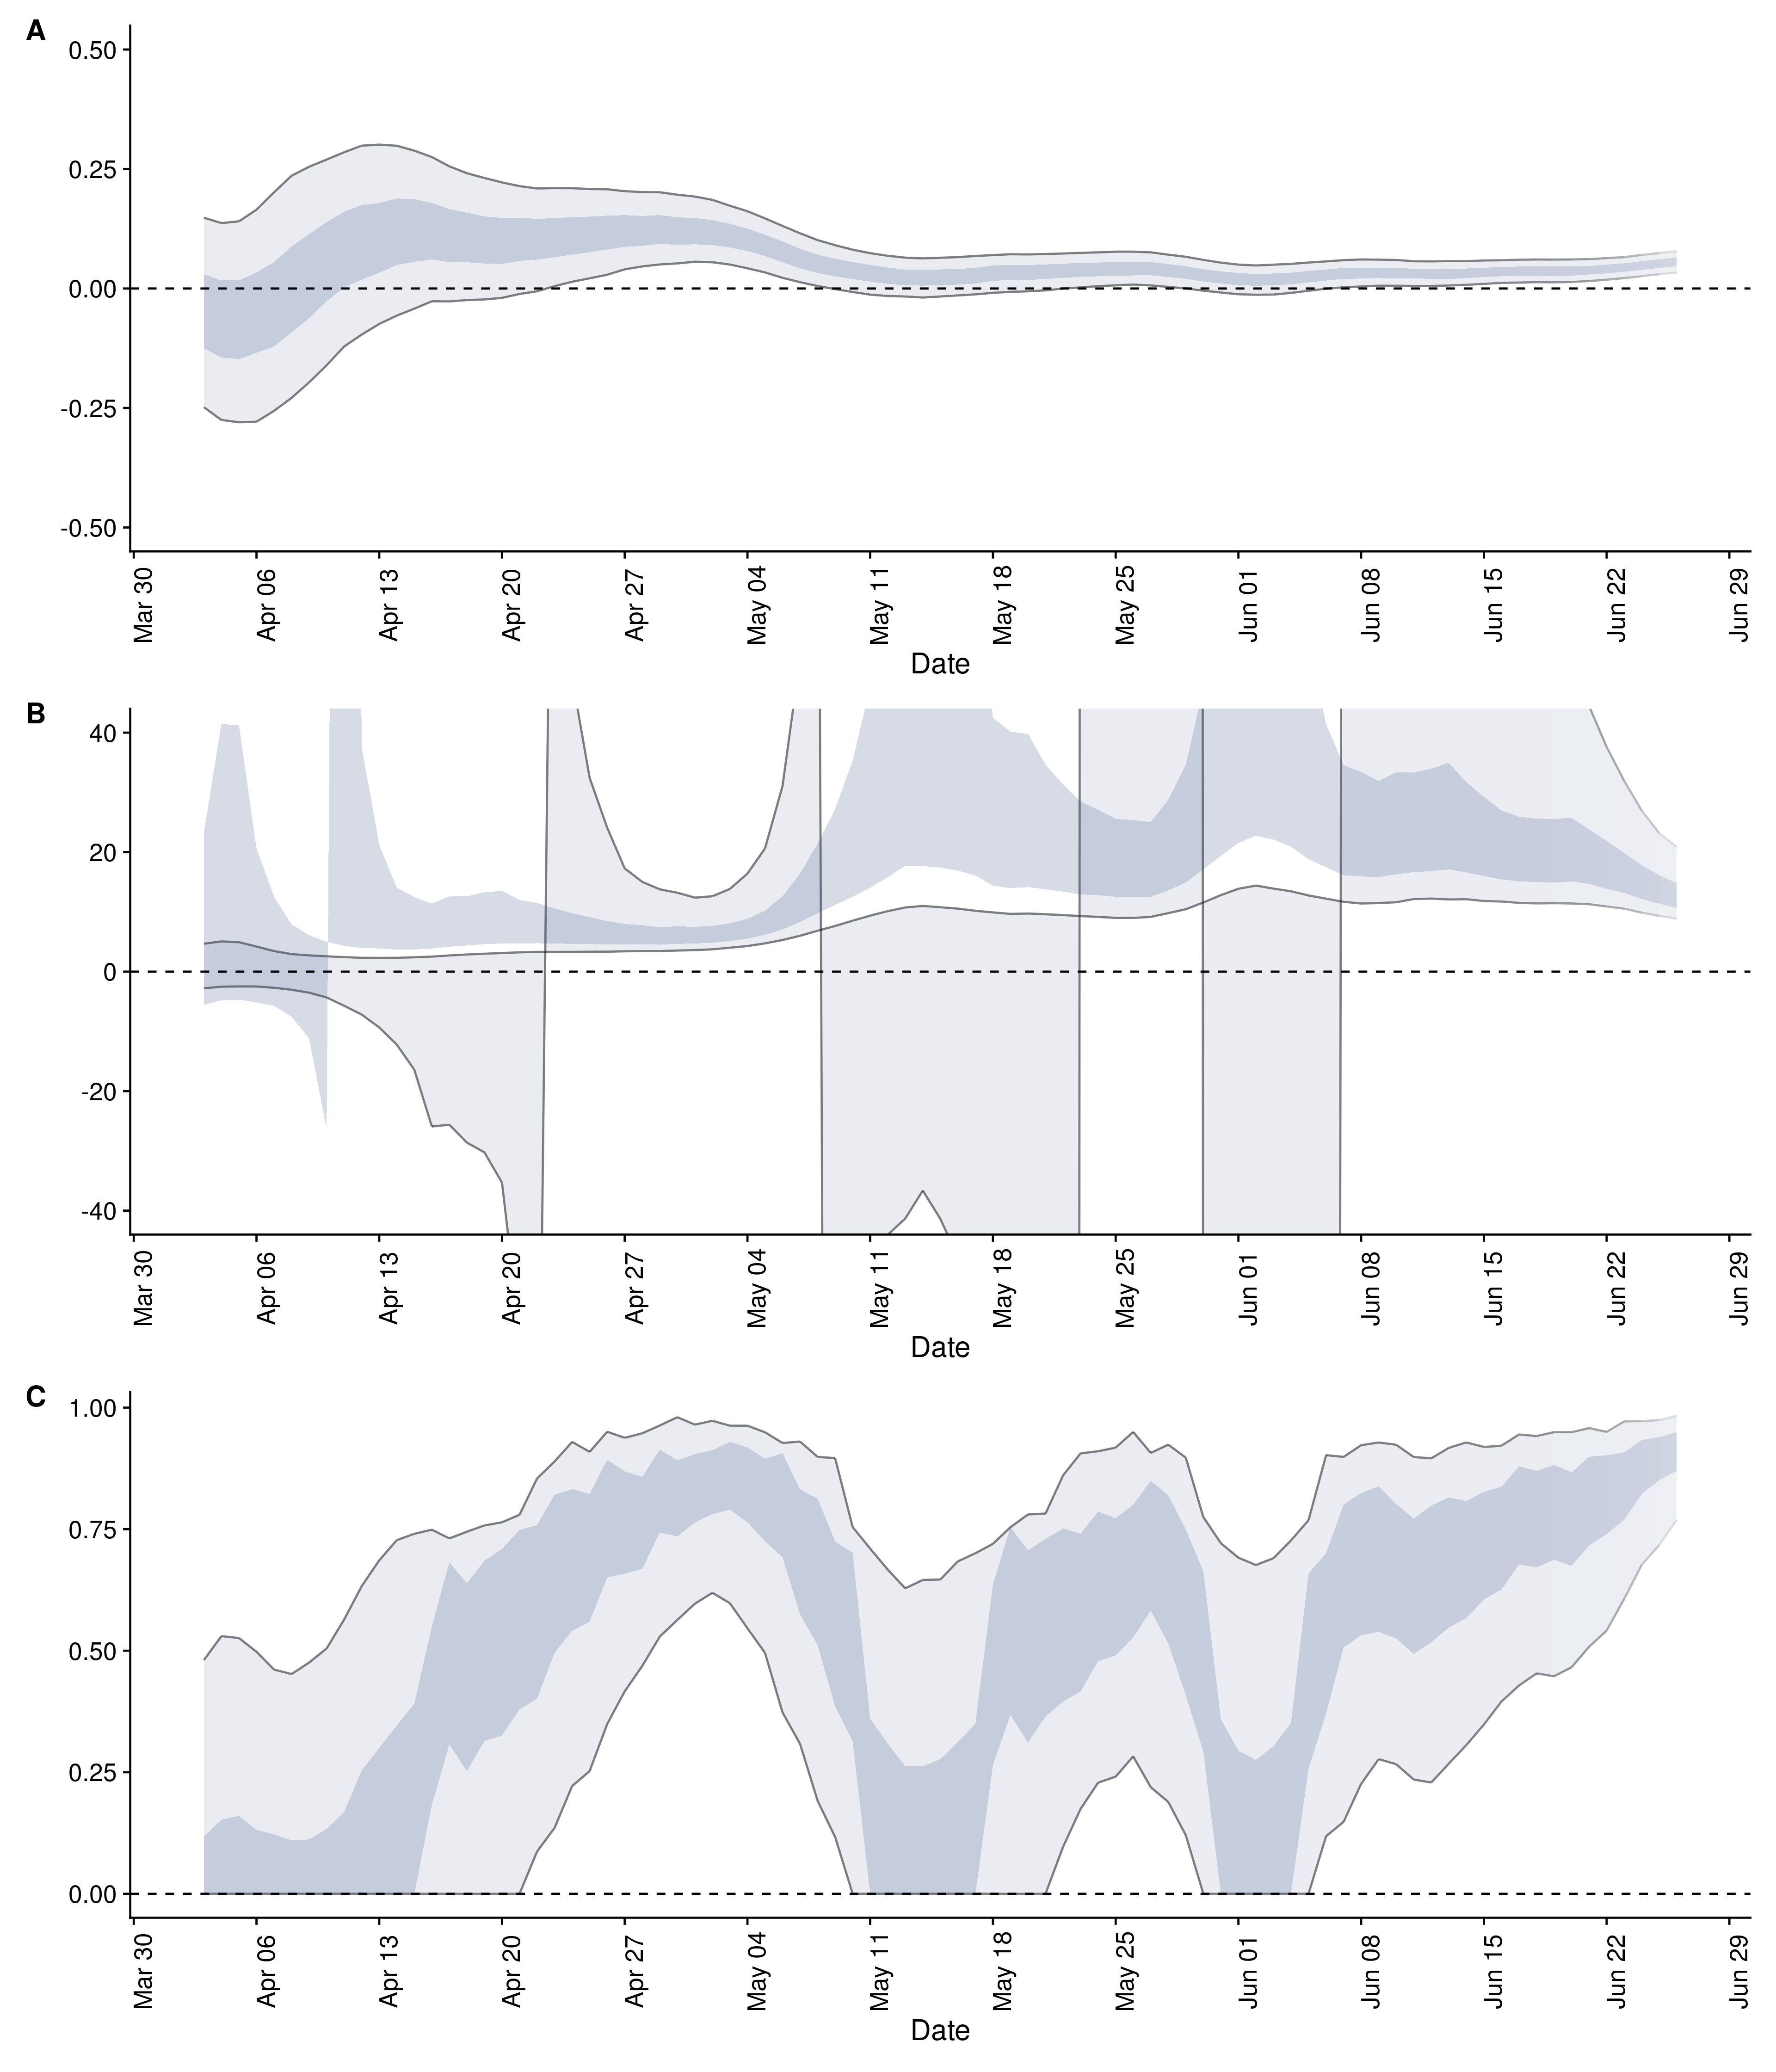 A
0.50
0.25
0.00
-0.25
-0.50
Mar 30
Apr 06
Apr 13
Apr 20
Apr 27
May 04
May 11
May 18
May 25
Jun 01
Jun 08
Jun 15
Jun 22
Jun 29
Date
B
40
20
0
-20
-40
Mar 30
Apr 06
Apr 13
Apr 20
Apr 27
May 04
May 11
May 18
May 25
Jun 01
Jun 08
Jun 15
Jun 22
Jun 29
Date
C
1.00
0.75
0.50
0.25
0.00
Mar 30
Apr 06
Apr 13
Apr 20
Apr 27
May 04
May 11
May 18
May 25
Jun 01
Jun 08
Jun 15
Jun 22
Jun 29
Date